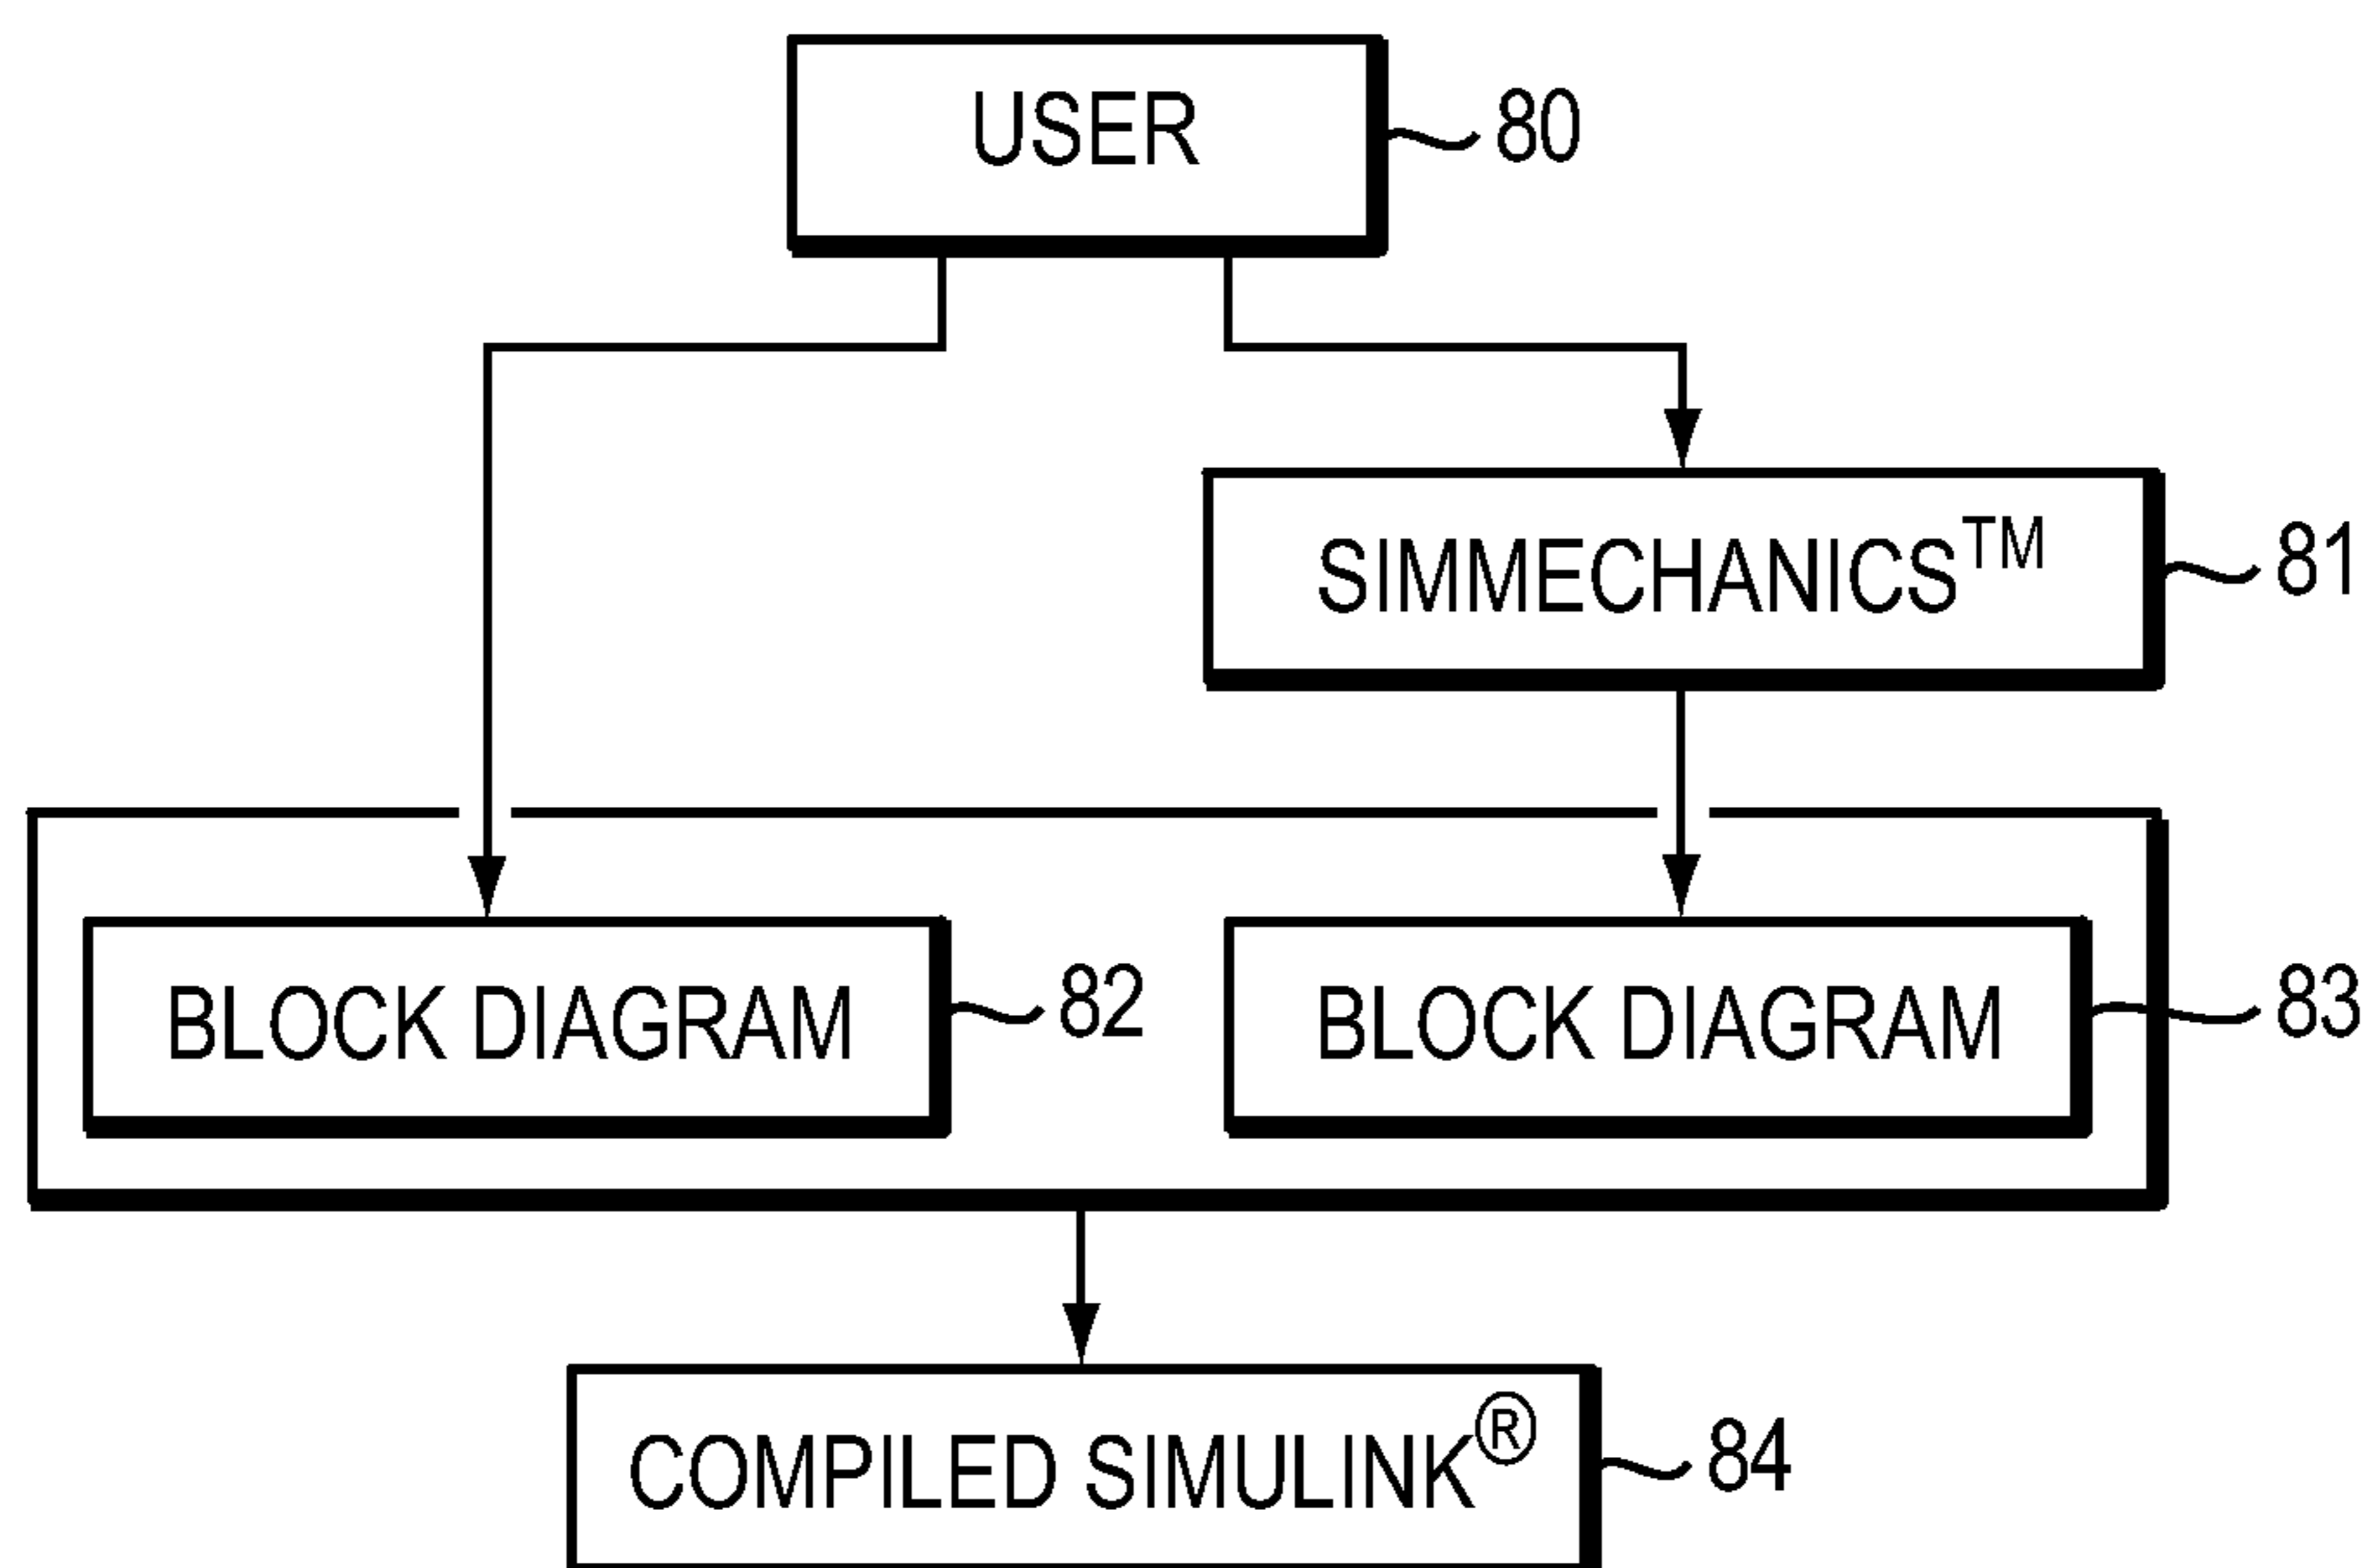 USER 80
SIMMECHANICS™ 81
BLOCK DIAGRAM 82 BLOCK DIAGRAM 83
COMPILED SIMULINK® 84